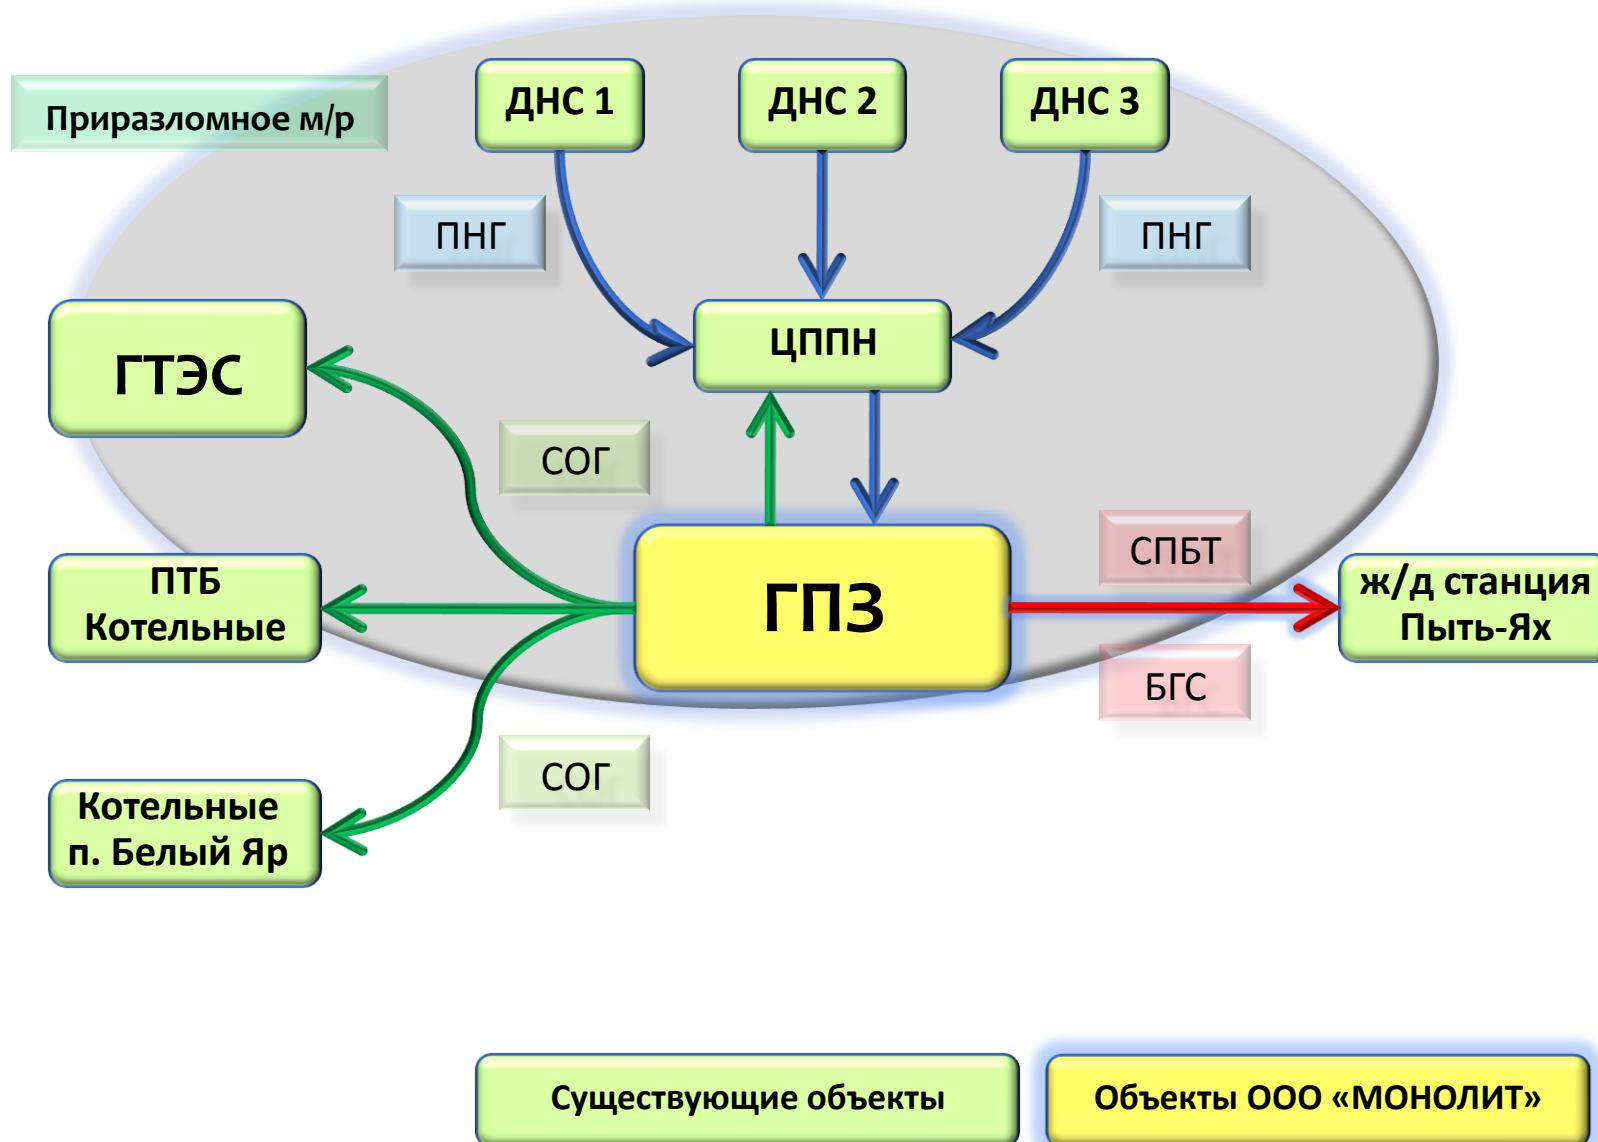 Приразломное м/р
ДНС 1
ДНС 2
ДНС 3
ПНГ
ПНГ
ЦППН
ГТЭС
СОГ
СПБТ
ПТБ
Котельные
ГПЗ
ж/д станция
Пыть-Ях
БГС
СОГ
Котельные
п. Белый Яр
Существующие объекты
Объекты ООО «МОНОЛИТ»